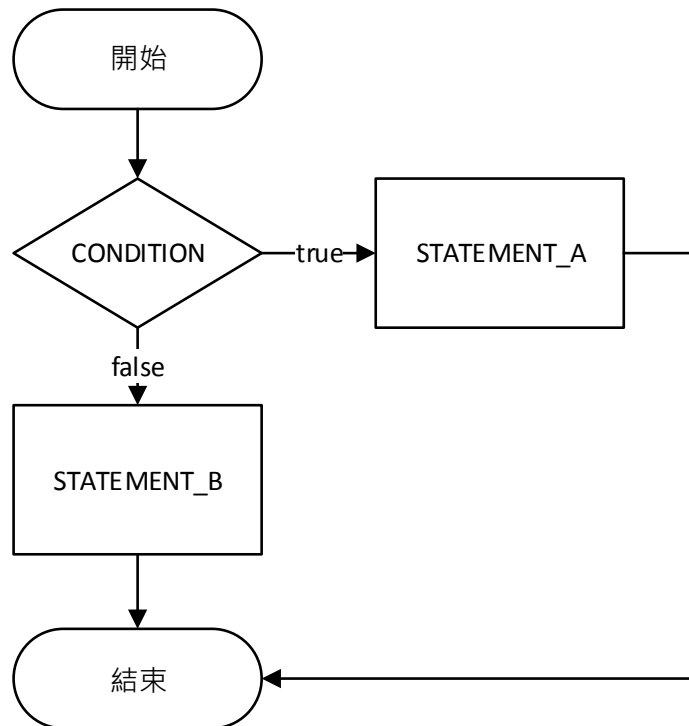 開始
CONDITION
true
STATEMENT_A
false
STATEMENT_B
結束